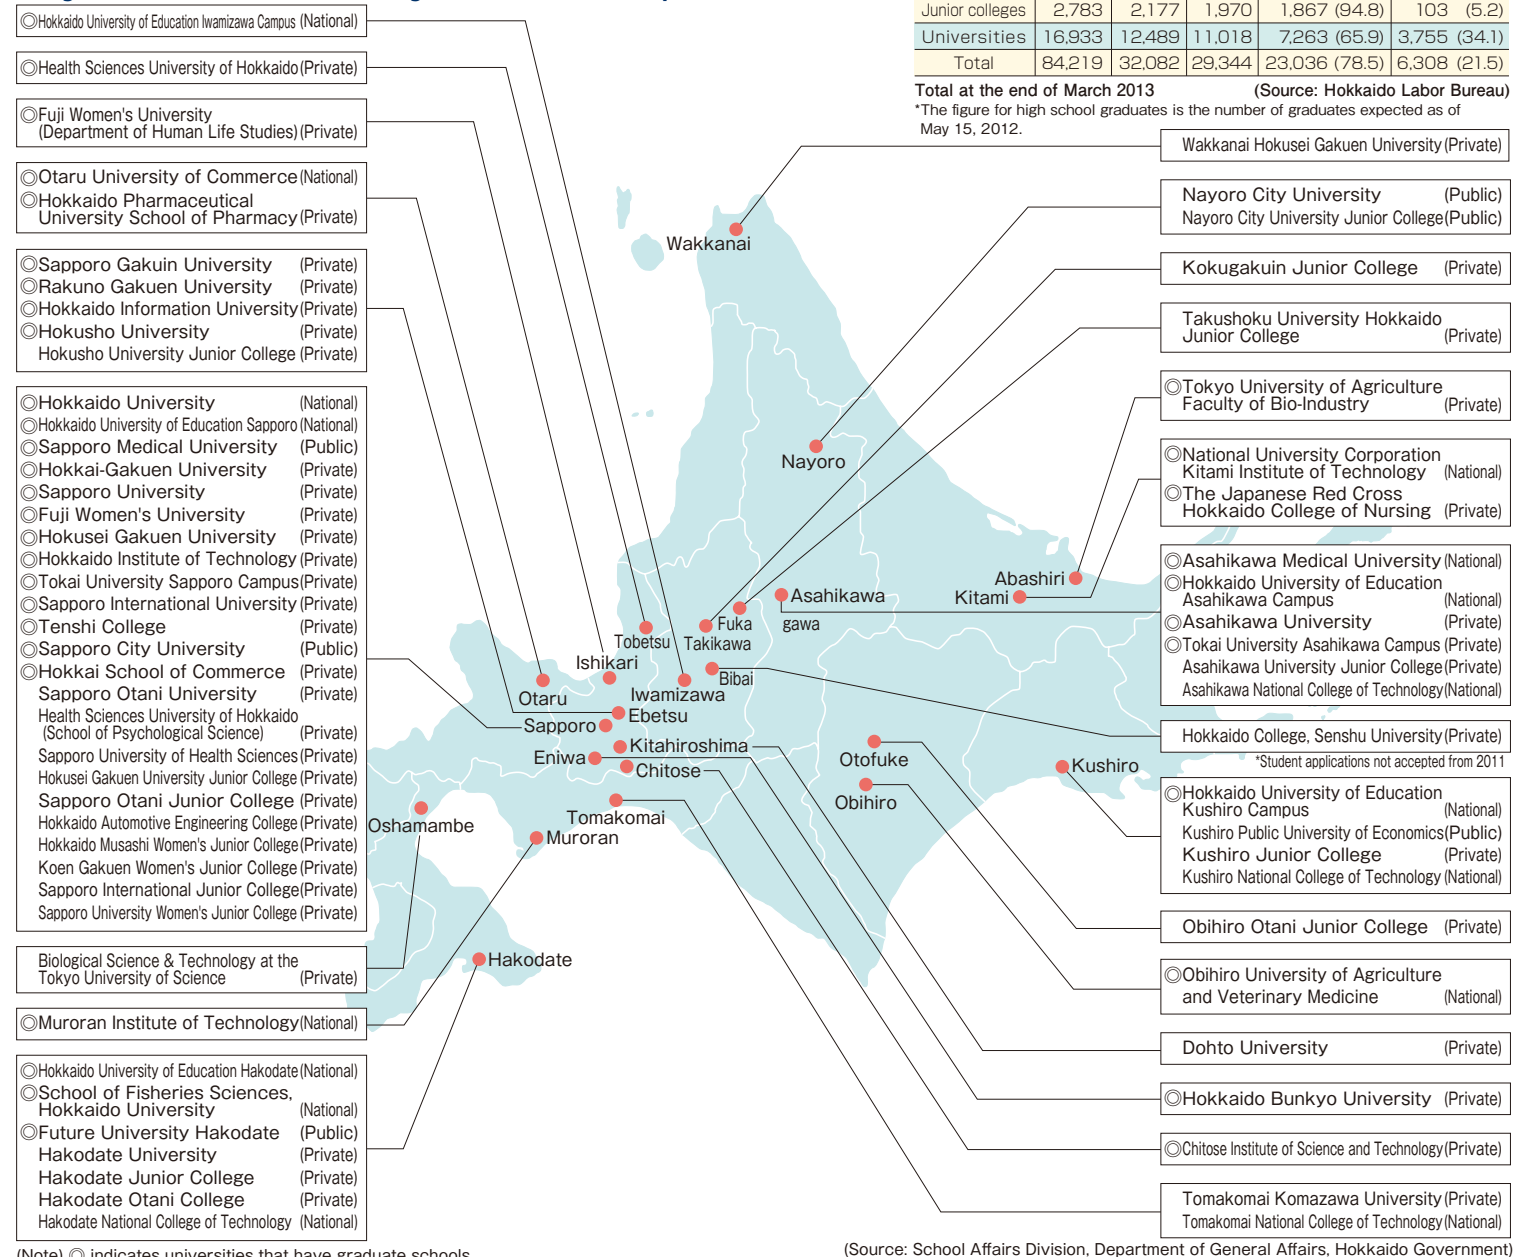 ◎Hokkaido University of Education Iwamizawa Campus (National)
◎Health Sciences University of Hokkaido (Private)
◎Fuji Women's University
(Department of Human Life Studies) (Private)
◎Otaru University of Commerce (National)
◎Hokkaido Pharmaceutical
University School of Pharmacy (Private)
◎Sapporo Gakuin University (Private)
◎Rakuno Gakuen University (Private)
◎Hokkaido Information University (Private)
◎Hokusho University (Private)
Hokusho University Junior College (Private)
◎Hokkaido University (National)
◎Hokkaido University of Education Sapporo (National)
◎Sapporo Medical University (Public)
◎Hokkai-Gakuen University (Private)
◎Sapporo University (Private)
◎Fuji Women's University (Private)
◎Hokusei Gakuen University (Private)
◎Hokkaido Institute of Technology (Private)
◎Tokai University Sapporo Campus (Private)
◎Sapporo International University (Private)
◎Tenshi College (Private)
◎Sapporo City University (Public)
◎Hokkai School of Commerce (Private)
Sapporo Otani University (Private)
Health Sciences University of Hokkaido
(School of Psychological Science) (Private)
Sapporo University of Health Sciences (Private)
Hokusei Gakuen University Junior College (Private)
Sapporo Otani Junior College (Private)
Hokkaido Automotive Engineering College (Private)
Hokkaido Musashi Women's Junior College (Private)
Koen Gakuen Women's Junior College (Private)
Sapporo International Junior College (Private)
Sapporo University Women's Junior College (Private)
Biological Science & Technology at the
Tokyo University of Science (Private)
◎Muroran Institute of Technology (National)
◎Hokkaido University of Education Hakodate (National)
◎School of Fisheries Sciences,
Hokkaido University (National)
◎Future University Hakodate (Public)
Hakodate University (Private)
Hakodate Junior College (Private)
Hakodate Otani College (Private)
Hakodate National College of Technology (National)
(Note) ◎ indicates universities that have graduate schools
Junior colleges 2,783 2,177 1,970 1,867 (94.8) 103 (5.2)
Universities 16,933 12,489 11,018 7,263 (65.9) 3,755 (34.1)
Total 84,219 32,082 29,344 23,036 (78.5) 6,308 (21.5)
Total at the end of March 2013 (Source: Hokkaido Labor Bureau)
*The figure for high school graduates is the number of graduates expected as of
May 15, 2012.
Wakkanai
Nayoro
Abashiri
Kitami
Asahikawa
Fuka
gawa
Takikawa
Tobetsu
Ishikari
Bibai
Otaru
Iwamizawa
Ebetsu
Sapporo
Kitahiroshima
Eniwa
Chitose
Otofuke
Kushiro
Obihiro
Tomakomai
Oshamambe
Muroran
Hakodate
Wakkanai Hokusei Gakuen University (Private)
Nayoro City University (Public)
Nayoro City University Junior College (Public)
Kokugakuin Junior College (Private)
Takushoku University Hokkaido
Junior College (Private)
◎Tokyo University of Agriculture
Faculty of Bio-Industry (Private)
◎National University Corporation
Kitami Institute of Technology (National)
◎The Japanese Red Cross
Hokkaido College of Nursing (Private)
◎Asahikawa Medical University (National)
◎Hokkaido University of Education
Asahikawa Campus (National)
◎Asahikawa University (Private)
◎Tokai University Asahikawa Campus (Private)
Asahikawa University Junior College (Private)
Asahikawa National College of Technology (National)
Hokkaido College, Senshu University (Private)
*Student applications not accepted from 2011
◎Hokkaido University of Education
Kushiro Campus (National)
Kushiro Public University of Economics (Public)
Kushiro Junior College (Private)
Kushiro National College of Technology (National)
Obihiro Otani Junior College (Private)
◎Obihiro University of Agriculture
and Veterinary Medicine (National)
Dohto University (Private)
◎Hokkaido Bunkyo University (Private)
◎Chitose Institute of Science and Technology (Private)
Tomakomai Komazawa University (Private)
Tomakomai National College of Technology (National)
(Source: School Affairs Division, Department of General Affairs, Hokkaido Government)